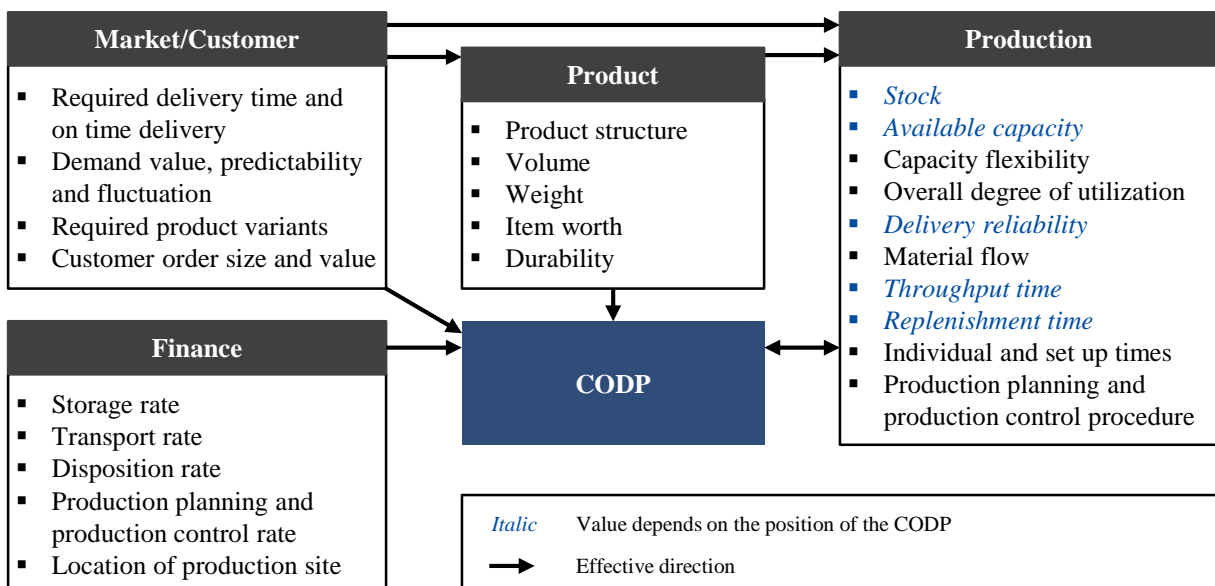 Market/Customer
▪ Required delivery time and
on time delivery
▪ Demand value, predictability
and fluctuation
▪ Required product variants
▪ Customer order size and value
Product
▪ Product structure
▪ Volume
▪ Weight
▪ Item worth
▪ Durability
Production
▪ Stock
▪ Available capacity
▪ Capacity flexibility
▪ Overall degree of utilization
▪ Delivery reliability
▪ Material flow
▪ Throughput time
▪ Replenishment time
▪ Individual and set up times
▪ Production planning and
production control procedure
Finance
▪ Storage rate
▪ Transport rate
▪ Disposition rate
▪ Production planning and
production control rate
▪ Location of production site
CODP
Italic Value depends on the position of the CODP
Effective direction